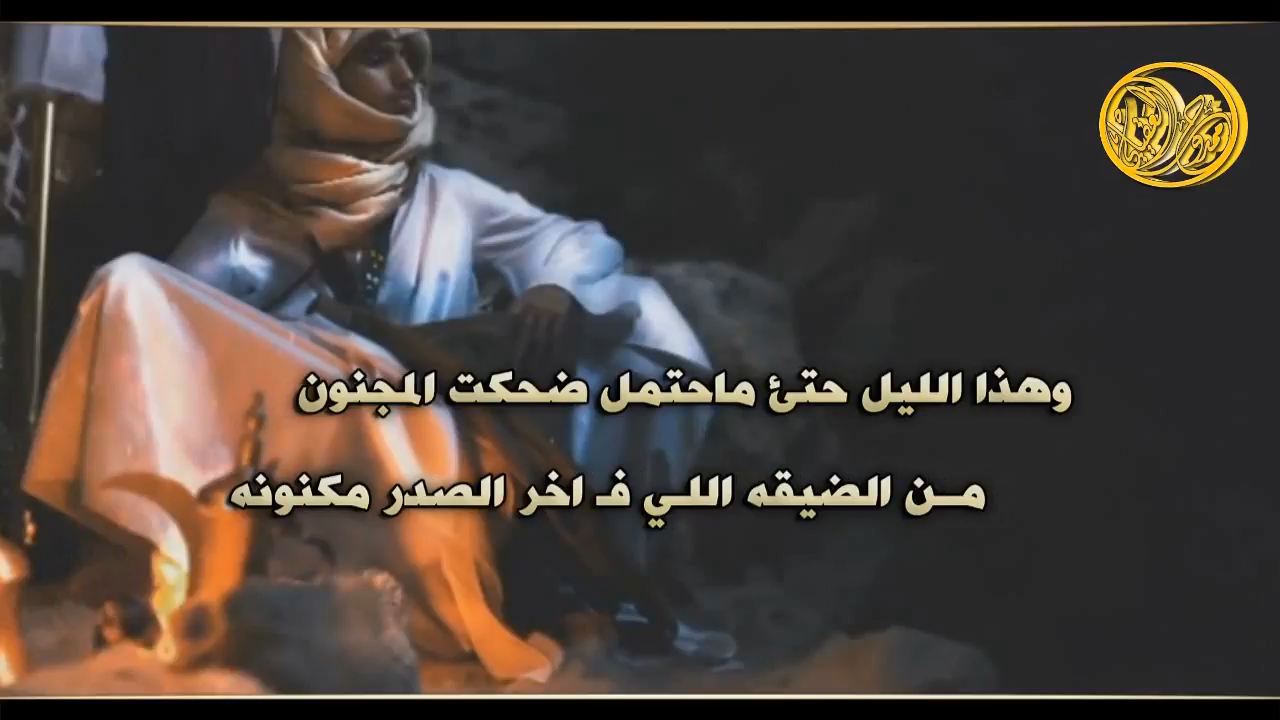 وهذا الليل حتئ ماحتمل ضحكت المجنون
مـن الضيقه اللي فـ اخر الصدر مكنونه